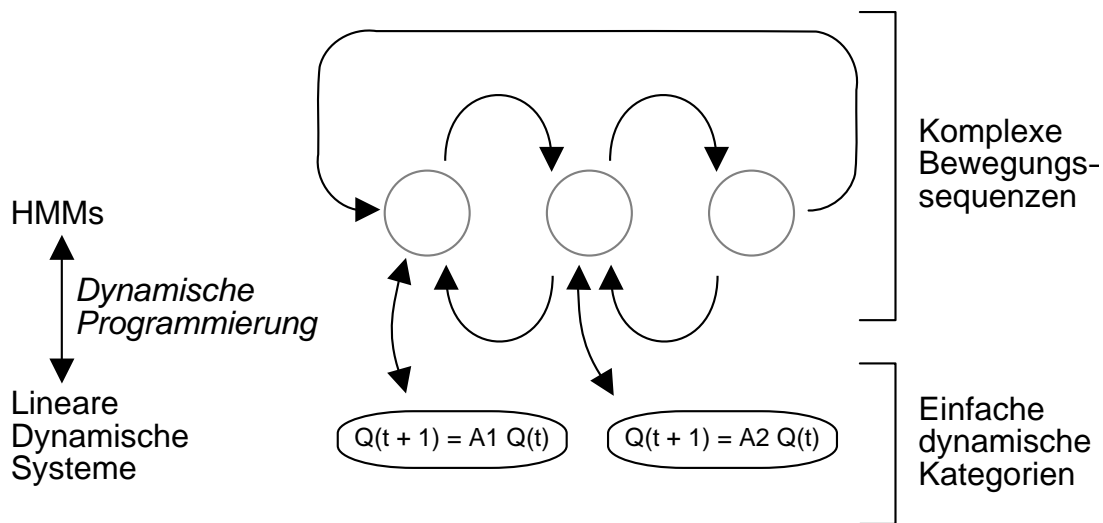 HMMs
Dynamische
Programmierung
Lineare
Dynamische
Systeme
Q(t + 1) = A1 Q(t)
Q(t + 1) = A2 Q(t)
Komplexe
Bewegungs–
sequenzen
Einfache
dynamische
Kategorien